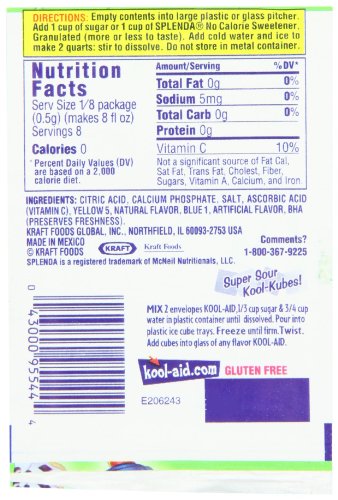 DIRECTIONS: Empty contents into large plastic or glass pitcher.
Add 1 cup of sugar or 1 cup of SPLENDA® No Calorie Sweetener,
Granulated (more or less to taste). Add cold water and ice to
make 2 quarts: stir to dissolve. Do not store in metal container.
Nutrition
Facts
Serv Size 1/8 package
(0.5g) (makes 8 fl oz)
Servings 8
Calories 0
*Percent Daily Values (DV)
are based on a 2,000
calorie diet.
Amount/Serving %DV*
Total Fat 0g 0%
Sodium 5mg 0%
Total Carb 0g 0%
Protein 0g
Vitamin C 10%
Not a significant source of Fat Cal,
Sat Fat, Trans Fat, Cholest, Fiber,
Sugars, Vitamin A, Calcium, and Iron.
INGREDIENTS: CITRIC ACID, CALCIUM PHOSPHATE, SALT, ASCORBIC ACID
(VITAMIN C), YELLOW 5, NATURAL FLAVOR, BLUE 1, ARTIFICIAL FLAVOR, BHA
(PRESERVES FRESHNESS).
KRAFT FOODS GLOBAL, INC., NORTHFIELD, IL 60093-2753 USA
MADE IN MEXICO
© KRAFT FOODS
KRAFT
Kraft Foods
Comments?
1-800-367-9225
SPLENDA is a registered trademark of McNeil Nutritionals, LLC.
Super Sour
Kool-Kubes!
MIX 2 envelopes KOOL-AID, 1/3 cup sugar & 3/4 cup
water in plastic container until dissolved. Pour into
plastic ice cube trays. Freeze until firm. Twist.
Add cubes into glass of any flavor KOOL-AID.
0 43000 95544 4
kool-aid.com
GLUTEN FREE
E206243